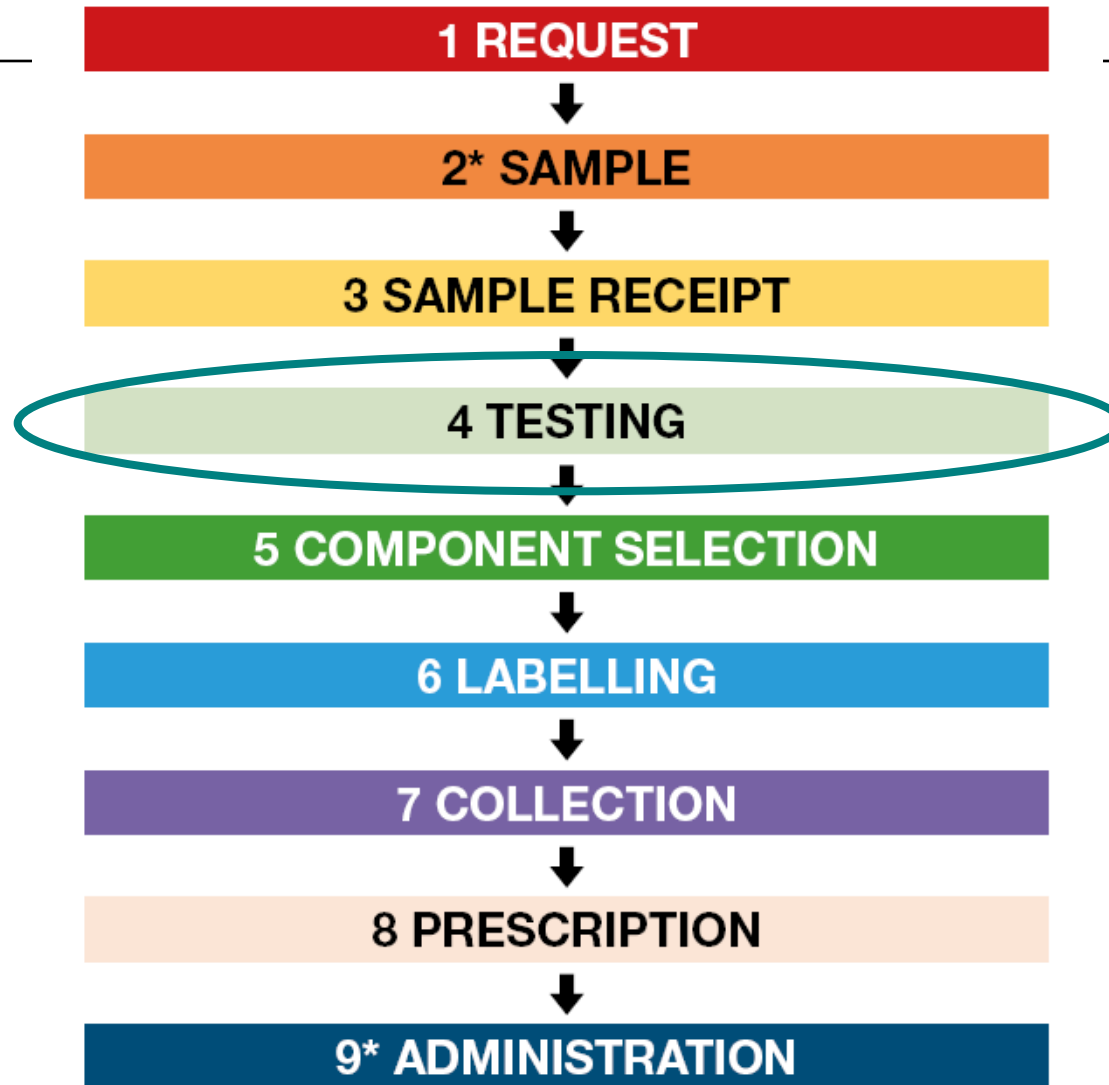 1 REQUEST
2* SAMPLE
3 SAMPLE RECEIPT
4 TESTING
5 COMPONENT SELECTION
6 LABELLING
7 COLLECTION
8 PRESCRIPTION
9* ADMINISTRATION